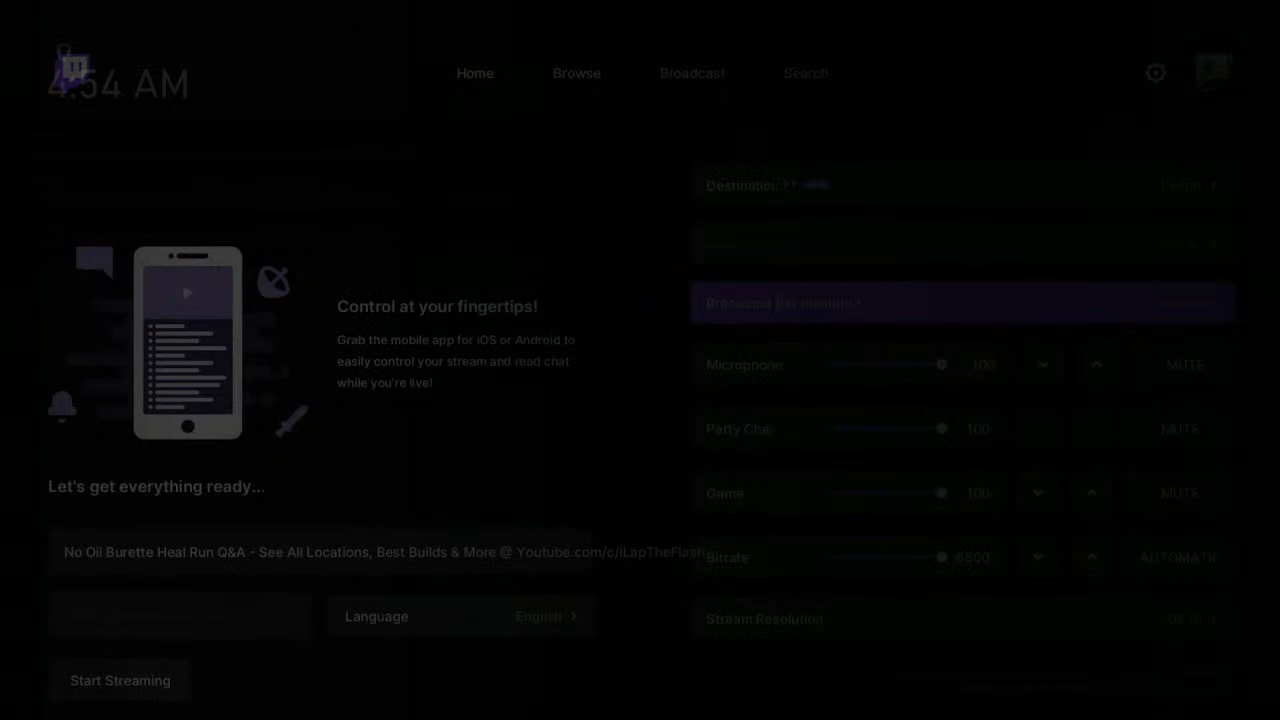 4:54 AM
Home Browse Broadcast Search
Destination
Broadcast
Control at your fingertips!
Grab the mobile app for iOS or Android to
easily control your stream and read chat
while you're live!
Microphone 100 MUTE
Party Chat 100 MUTE
Let's get everything ready...
Game 100 MUTE
No Oil Burette Heal Run Q&A - See All Locations, Best Builds & More @ Youtube.com/c/iLapTheFlash
Bitrate 6500 AUTOMATIC
Language English
Stream Resolution
Start Streaming